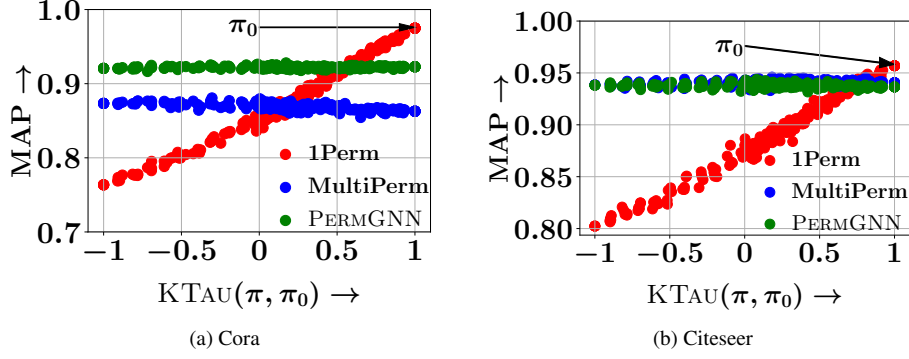 1.0
0.9
0.8
0.7
MAP →
π0
1Perm
MultiPerm
PERMGNN
−1 −0.5 0 0.5 1
KTAU(π, π0) →
(a) Cora
1.00
0.95
0.90
0.85
0.80
MAP →
π0
1Perm
MultiPerm
PERMGNN
−1 −0.5 0 0.5 1
KTAU(π, π0) →
(b) Citeseer